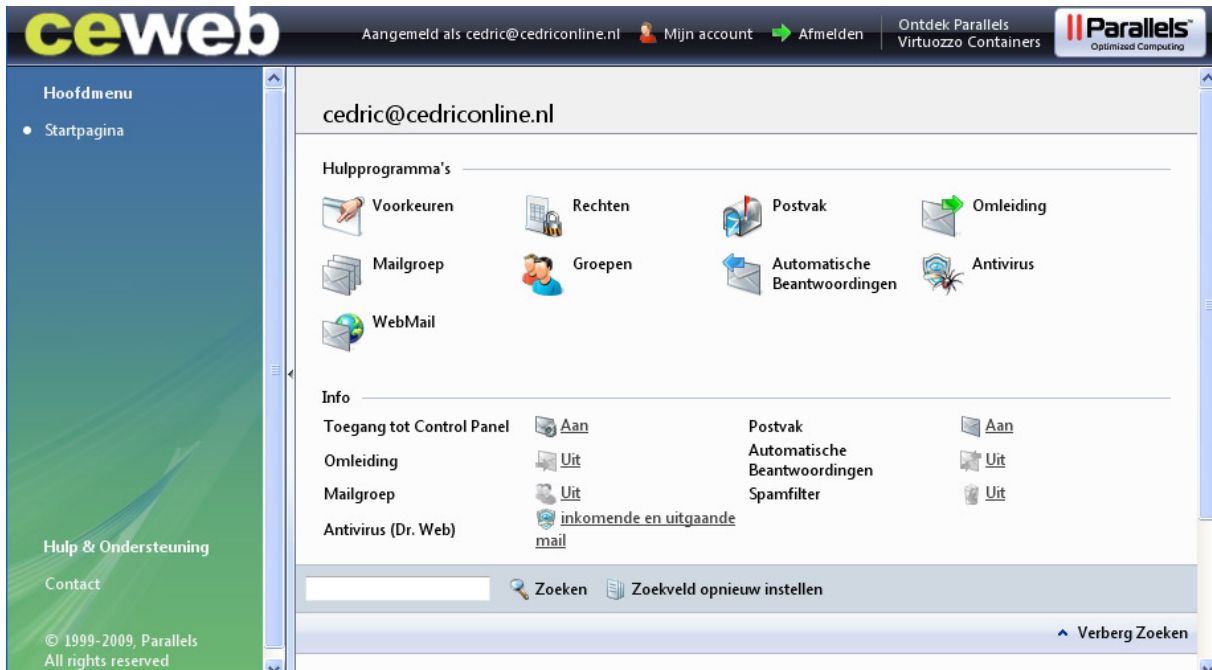 ceweb
Aangemeld als cedric@cedriconline.nl
Mijn account
Afmelden
Ontdek Parallels
Virtuozzo Containers
Parallels™
Optimized Computing
Hoofdmenu
Startpagina
Hulp & Ondersteuning
Contact
© 1999-2009, Parallels
All rights reserved
cedric@cedriconline.nl
Hulpprogramma's
Voorkeuren
Rechten
Postvak
Omleiding
Mailgroep
Groepen
Automatische
Beantwoordingen
Antivirus
WebMail
Info
Toegang tot Control Panel
Aan
Postvak
Aan
Omleiding
Uit
Automatische
Beantwoordingen
Uit
Mailgroep
Uit
Spamfilter
Uit
Antivirus (Dr. Web)
inkomende en uitgaande
mail
Zoeken
Zoekveld opnieuw instellen
Verberg Zoeken